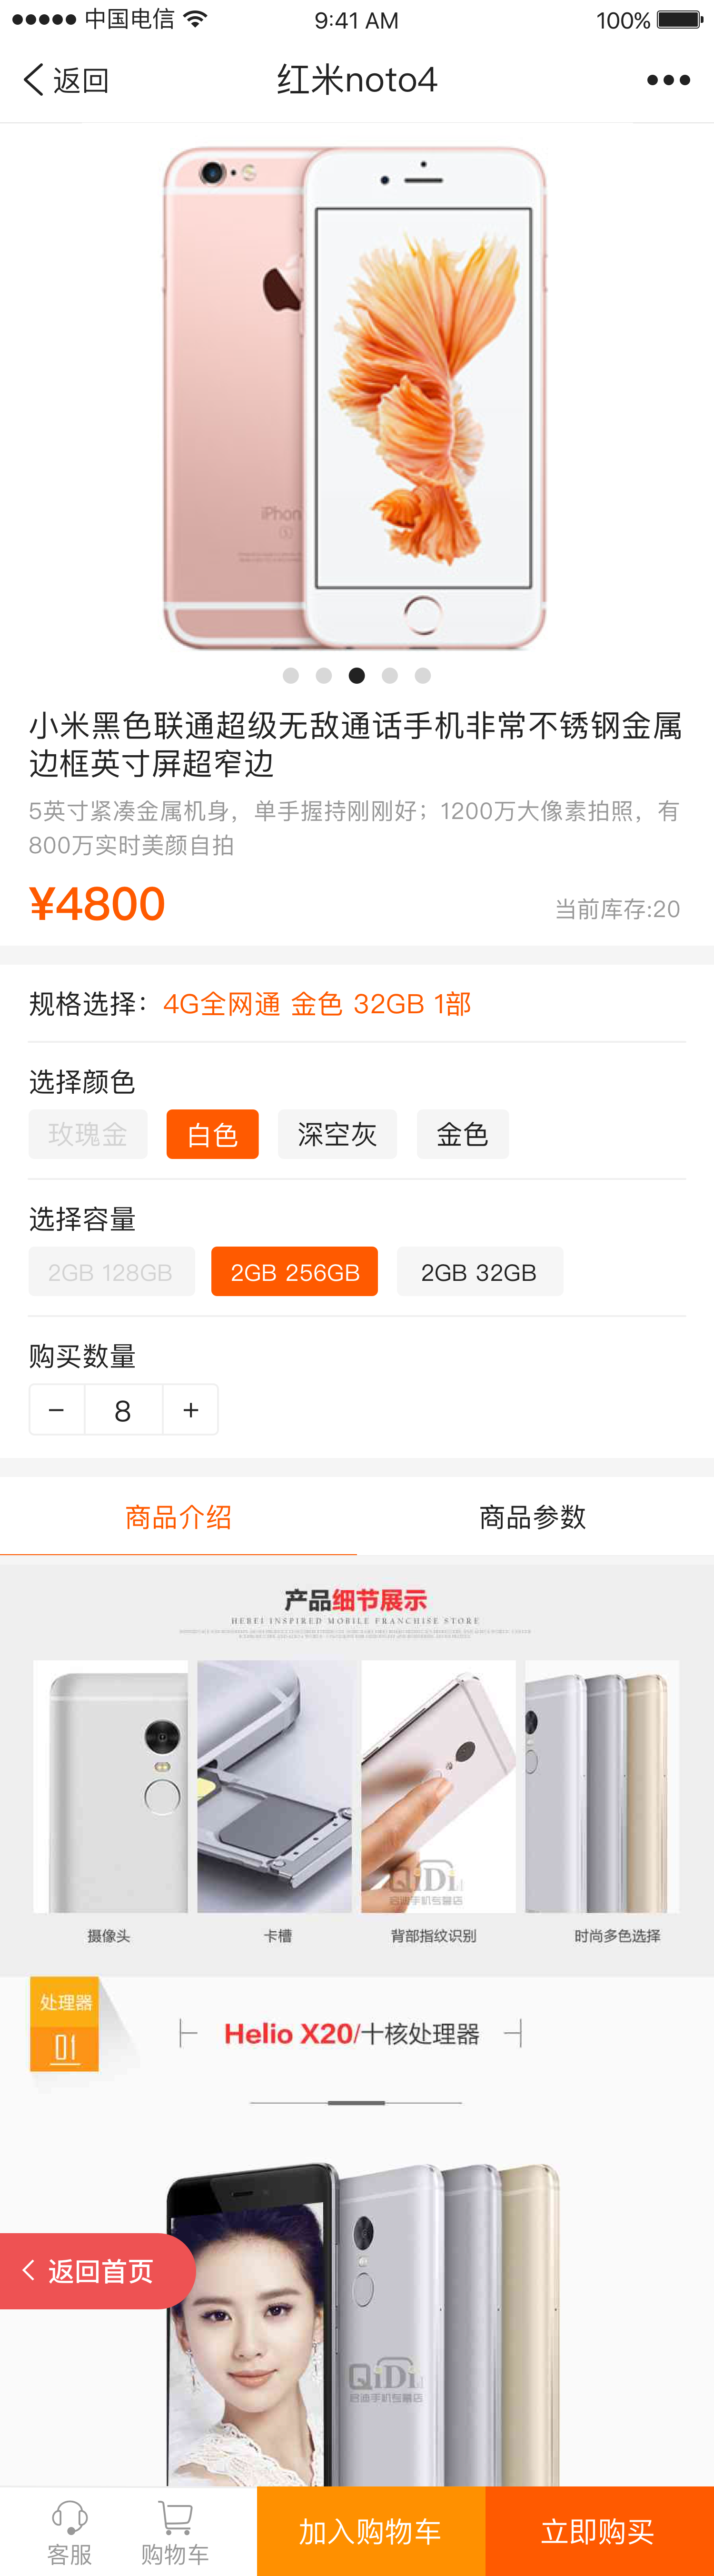 中国电信
9:41 AM
100%
返回
红米noto4
iPhon
S
小米黑色联通超级无敌通话手机非常不锈钢金属
边框英寸屏超窄边
5英寸紧凑金属机身，单手握持刚刚好；1200万大像素拍照，有
800万实时美颜自拍
¥4800
当前库存:20
规格选择：4G全网通 金色 32GB 1部
选择颜色
玫瑰金 白色 深空灰 金色
选择容量
2GB 128GB 2GB 256GB 2GB 32GB
购买数量
− 8 +
商品介绍 商品参数
产品细节展示
HEBEI INSPIRED MOBILE FRANCHISE STORE
QiDi
启迪手机专营店
摄像头 卡槽 背部指纹识别 时尚多色选择
处理器
01
Helio X20/十核处理器
返回首页
QiDi
启迪手机专营店
客服 购物车 加入购物车 立即购买